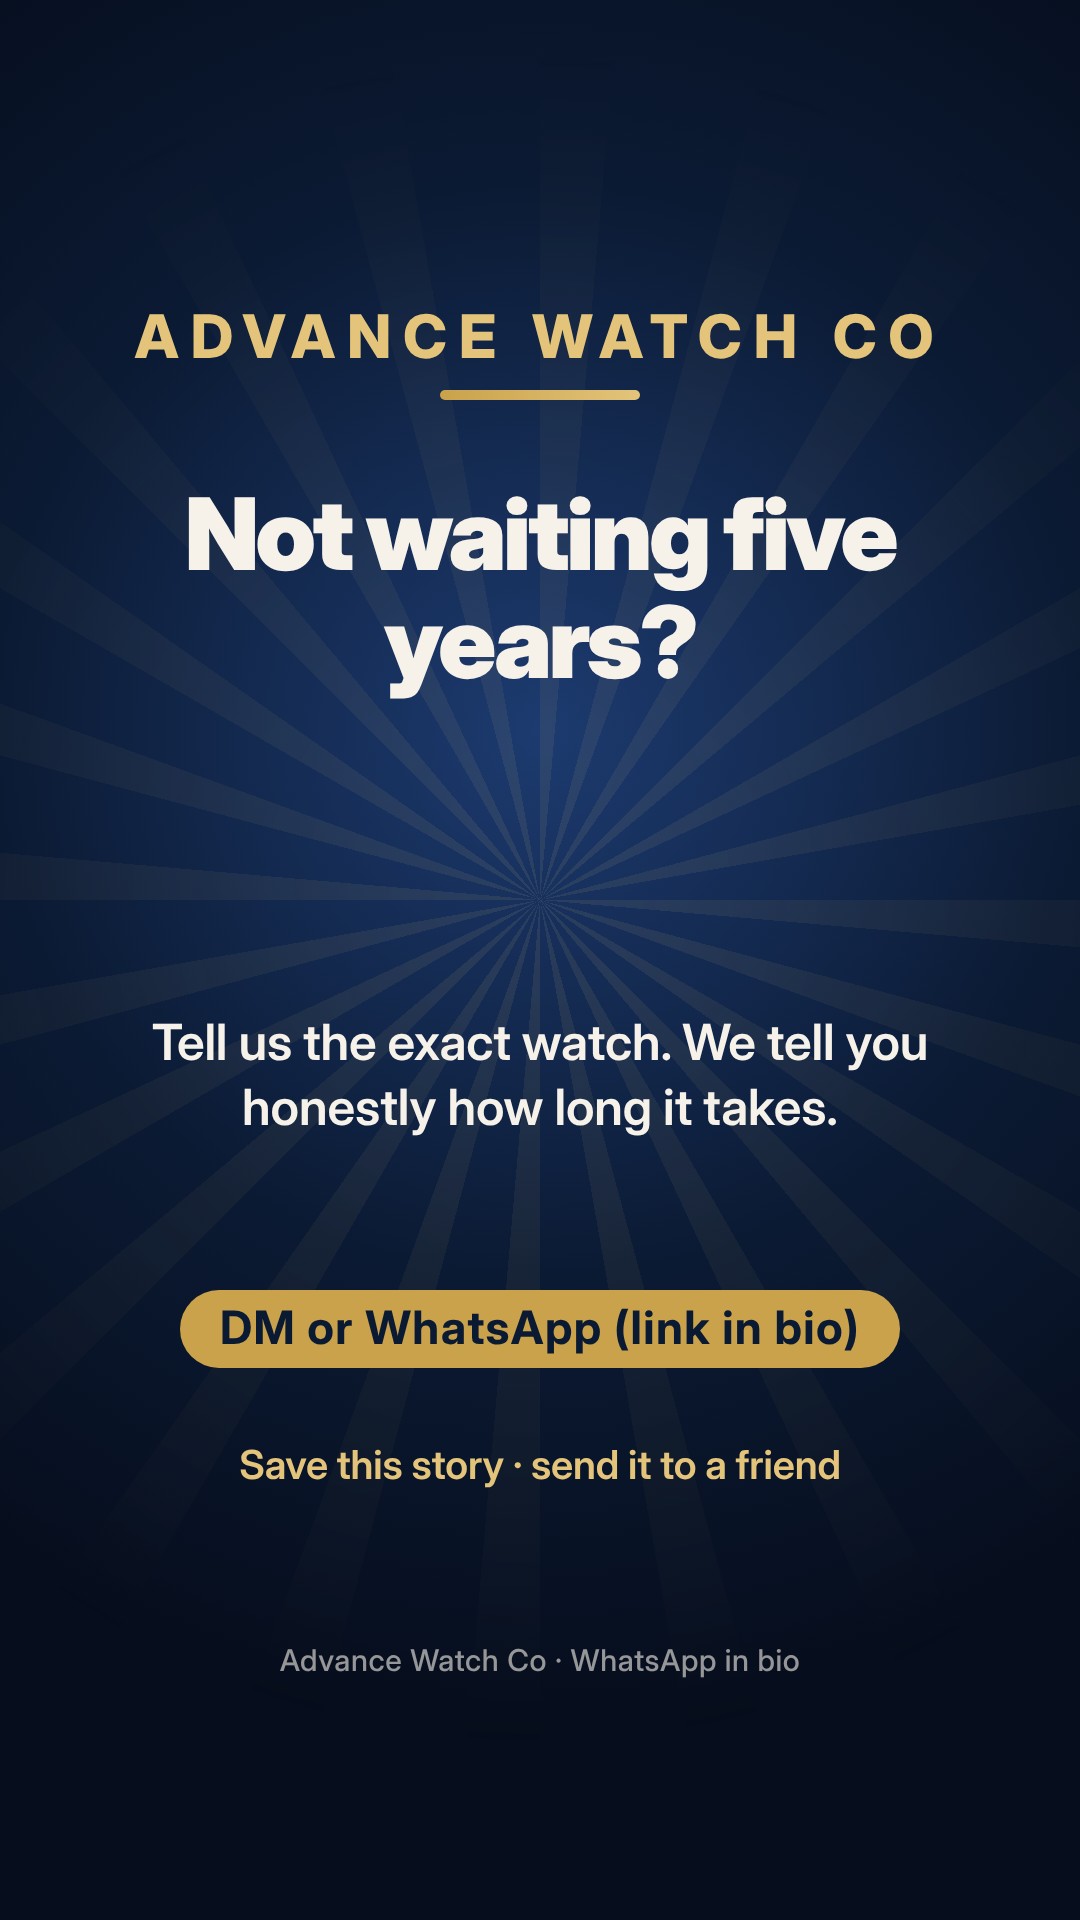 ADVANCE WATCH CO
Not waiting five
years?
Tell us the exact watch. We tell you
honestly how long it takes.
DM or WhatsApp (link in bio)
Save this story · send it to a friend
Advance Watch Co · WhatsApp in bio